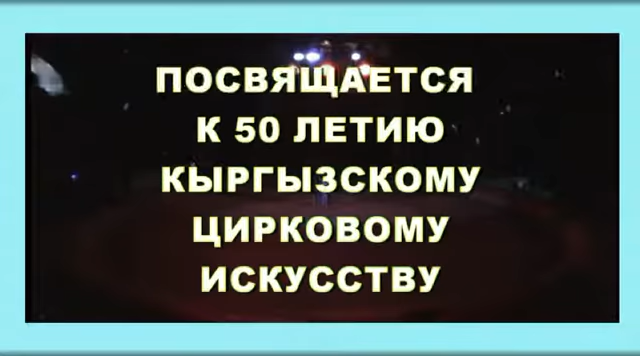 ПОСВЯЩАЕТСЯ
К 50 ЛЕТИЮ
КЫРГЫЗСКОМУ
ЦИРКОВОМУ
ИСКУССТВУ